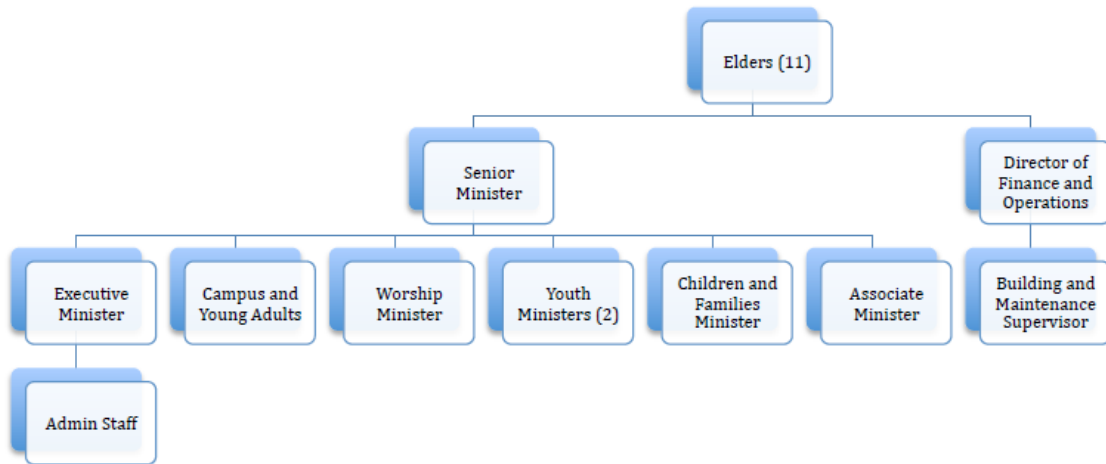 Elders (11)
Senior
Minister
Director of
Finance and
Operations
Executive
Minister
Campus and
Young Adults
Worship
Minister
Youth
Ministers (2)
Children and
Families
Minister
Associate
Minister
Building and
Maintenance
Supervisor
Admin Staff